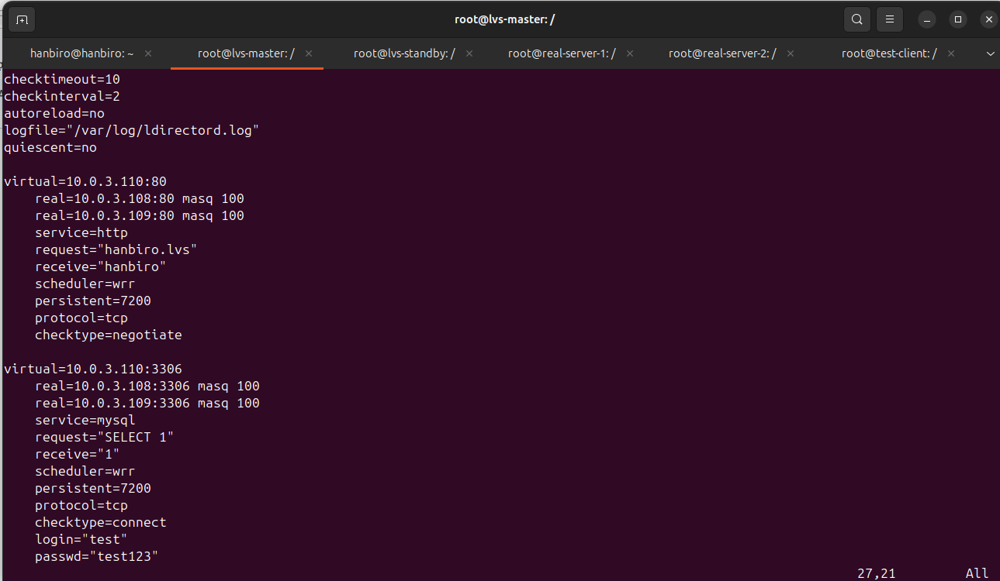 root@lvs-master: /
hanbiro@hanbiro: ~ × root@lvs-master: / × root@lvs-standby: / × root@real-server-1: / × root@real-server-2: / × root@test-client: / ×
checktimeout=10
checkinterval=2
autoreload=no
logfile="/var/log/ldirectord.log"
quiescent=no
virtual=10.0.3.110:80
    real=10.0.3.108:80 masq 100
    real=10.0.3.109:80 masq 100
    service=http
    request="hanbiro.lvs"
    receive="hanbiro"
    scheduler=wrr
    persistent=7200
    protocol=tcp
    checktype=negotiate
virtual=10.0.3.110:3306
    real=10.0.3.108:3306 masq 100
    real=10.0.3.109:3306 masq 100
    service=mysql
    request="SELECT 1"
    receive="1"
    scheduler=wrr
    persistent=7200
    protocol=tcp
    checktype=connect
    login="test"
    passwd="test123"
27,21 All